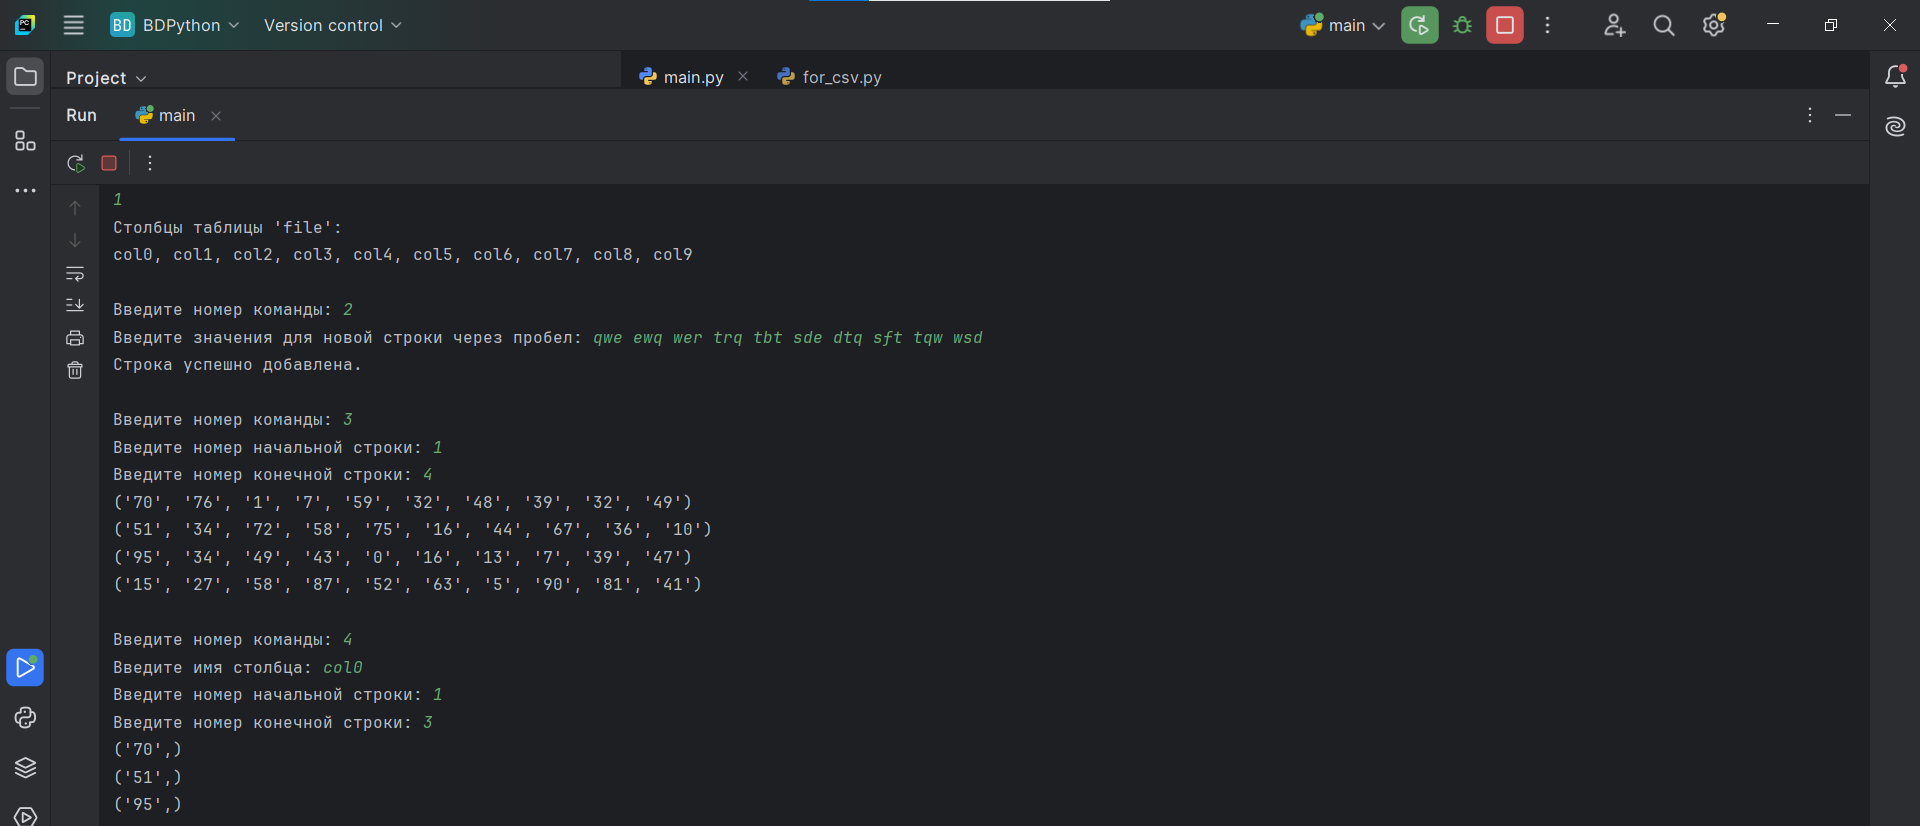 BD BDPython Version control main
Project main.py for_csv.py
Run main
1
Столбцы таблицы 'file':
col0, col1, col2, col3, col4, col5, col6, col7, col8, col9
Введите номер команды: 2
Введите значения для новой строки через пробел: qwe ewq wer trq tbt sde dtq sft tqw wsd
Строка успешно добавлена.
Введите номер команды: 3
Введите номер начальной строки: 1
Введите номер конечной строки: 4
('70', '76', '1', '7', '59', '32', '48', '39', '32', '49')
('51', '34', '72', '58', '75', '16', '44', '67', '36', '10')
('95', '34', '49', '43', '0', '16', '13', '7', '39', '47')
('15', '27', '58', '87', '52', '63', '5', '90', '81', '41')
Введите номер команды: 4
Введите имя столбца: col0
Введите номер начальной строки: 1
Введите номер конечной строки: 3
('70',)
('51',)
('95',)